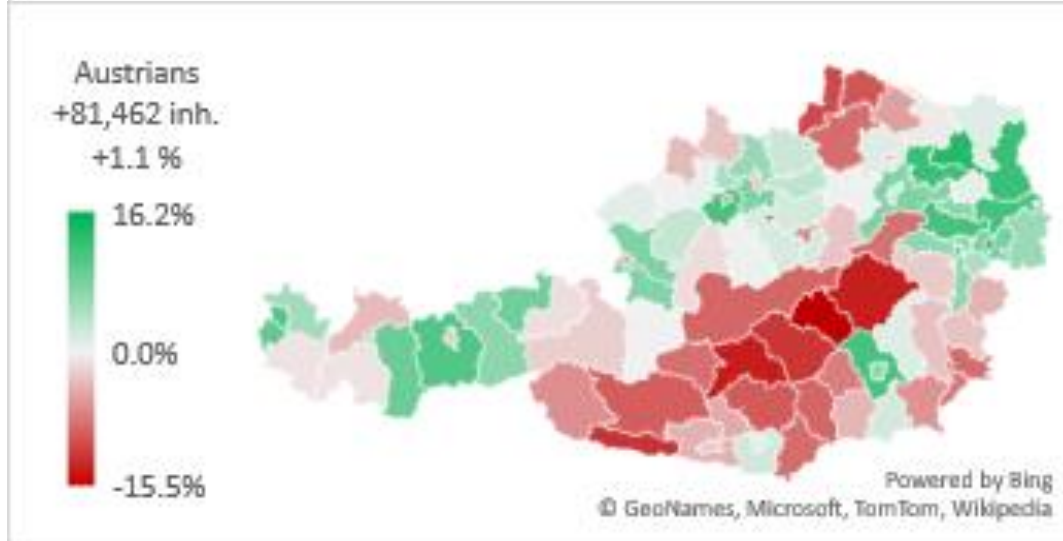 Austrians
+81,462 inh.
+1.1 %
16.2%
0.0%
-15.5%
Powered by Bing
© GeoNames, Microsoft, TomTom, Wikipedia